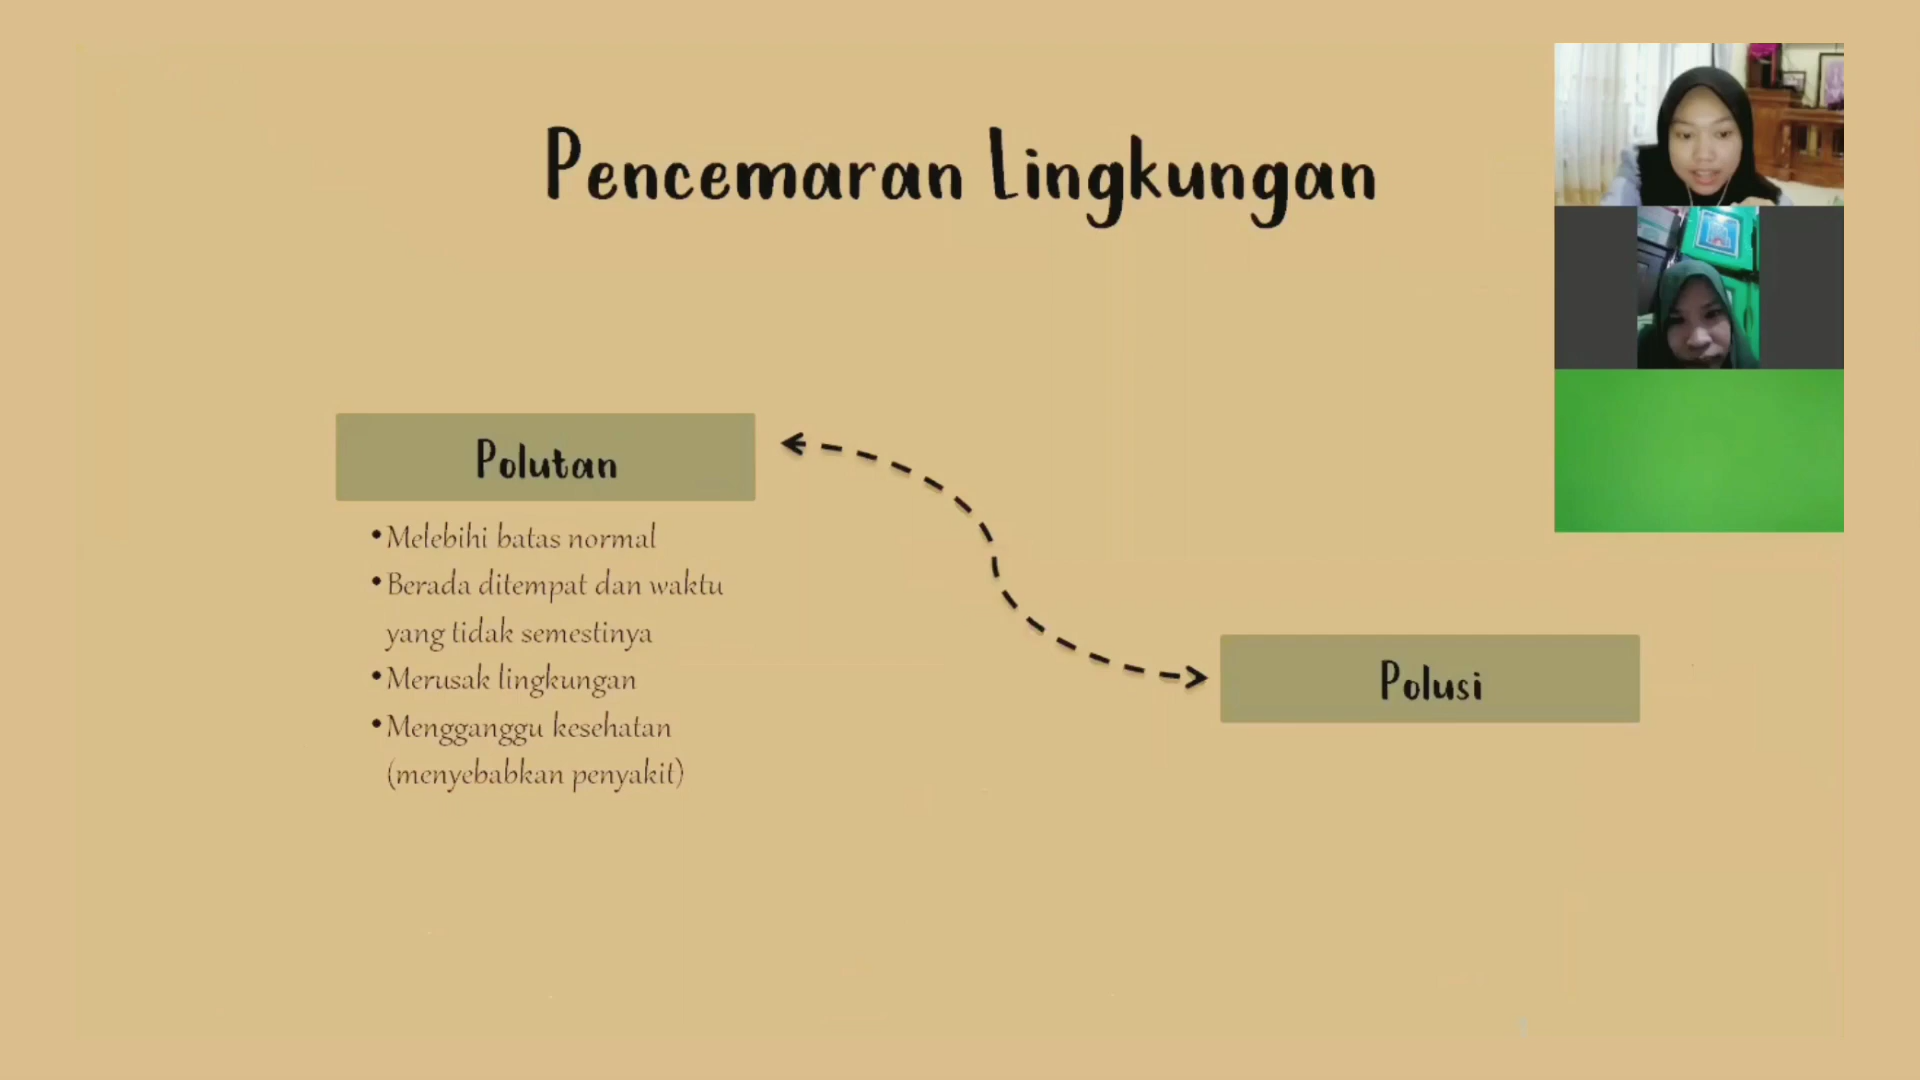 Pencemaran Lingkungan
Polutan
•Melebihi batas normal
•Berada ditempat dan waktu
yang tidak semestinya
•Merusak lingkungan
•Mengganggu kesehatan
(menyebabkan penyakit)
Polusi